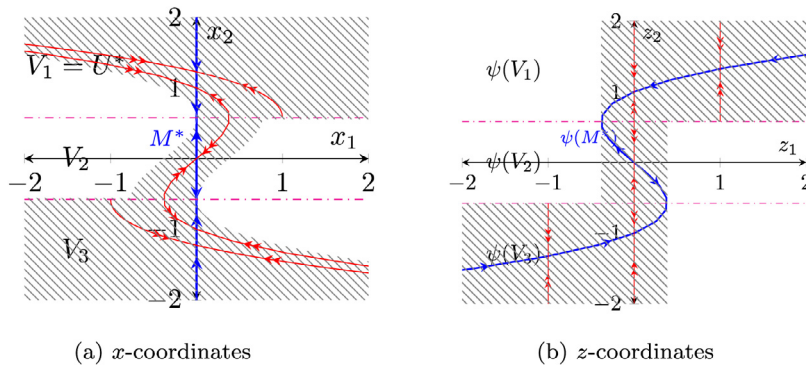 2
x₂
V₁ = U*
1
M*
x₁
V₂
−2
−1
1
2
−1
V₃
−2
(a) x-coordinates
2
z₂
ψ(V₁)
1
ψ(M
ψ(V₂)
z₁
−2
−1
1
2
−1
ψ(V₃)
−2
(b) z-coordinates